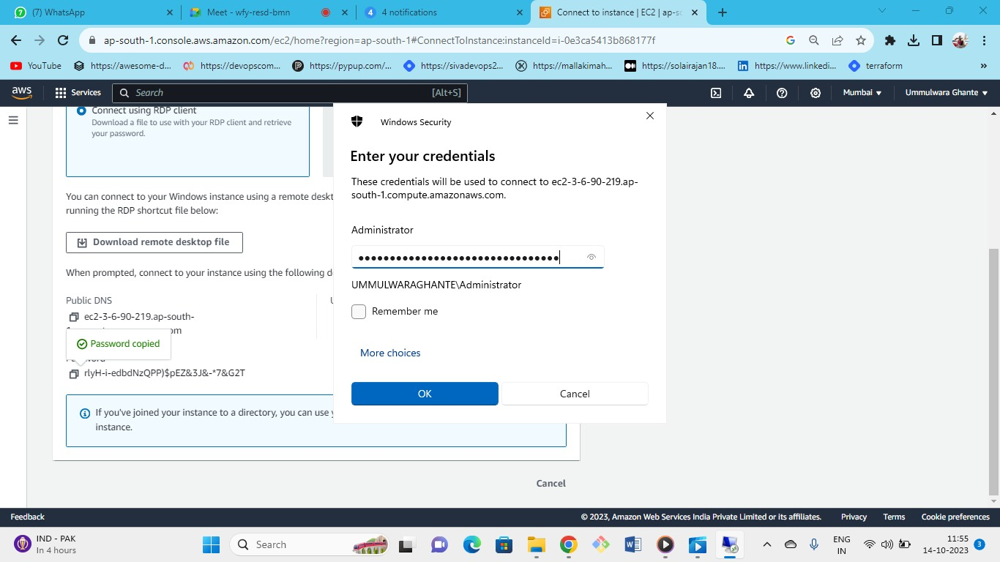 (7) WhatsApp
Meet - wfy-resd-bmn
4 notifications
Connect to instance | EC2 | ap-sc
ap-south-1.console.aws.amazon.com/ec2/home?region=ap-south-1#ConnectToInstance:instanceId=i-0e3ca5413b868177f
YouTube
https://awesome-d...
https://devopscom...
https://pypup.com/...
https://sivadevops2...
https://mallakimah...
https://solairajan18....
https://www.linkedi...
terraform
aws
Services
Search
[Alt+S]
Mumbai
Ummulwara Ghante
Connect using RDP client
Download a file to use with your RDP client and retrieve
your password.
You can connect to your Windows instance using a remote deskt
running the RDP shortcut file below:
Download remote desktop file
When prompted, connect to your instance using the following d
Public DNS
ec2-3-6-90-219.ap-south-
om
Password copied
rlyH-i-edbdNzQPP)$pEZ&3J&-*7&G2T
If you've joined your instance to a directory, you can use y
instance.
Cancel
Windows Security
Enter your credentials
These credentials will be used to connect to ec2-3-6-90-219.ap-
south-1.compute.amazonaws.com.
Administrator
UMMULWARAGHANTE\Administrator
Remember me
More choices
OK
Cancel
Feedback
© 2023, Amazon Web Services India Private Limited or its affiliates.
Privacy
Terms
Cookie preferences
IND - PAK
In 4 hours
Search
ENG
IN
11:55
14-10-2023
3